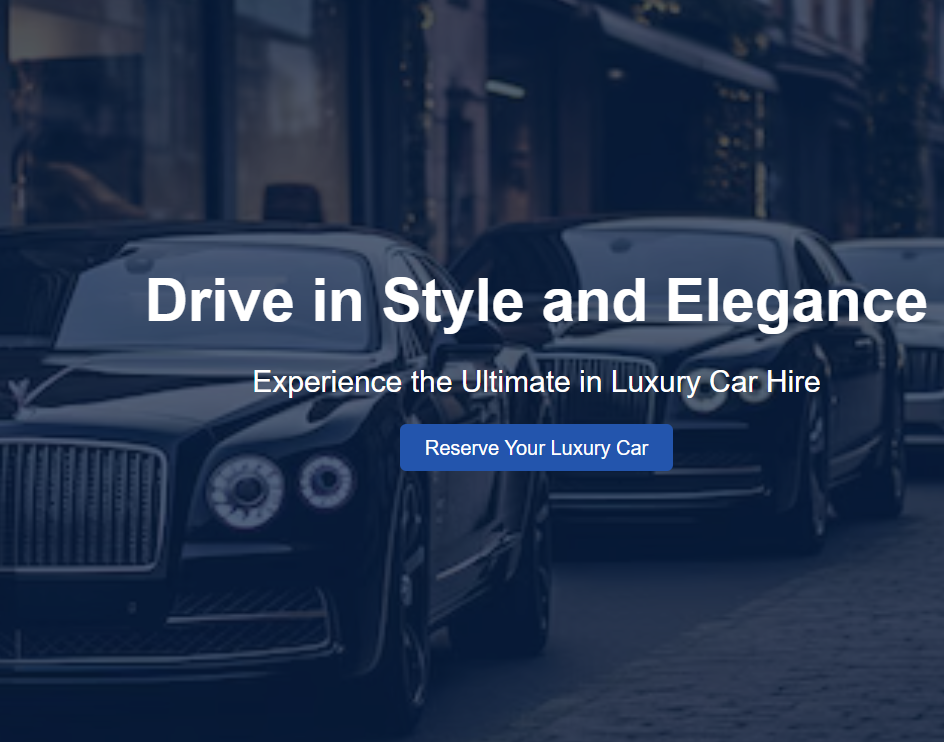 Drive in Style and Elegance
Experience the Ultimate in Luxury Car Hire
Reserve Your Luxury Car